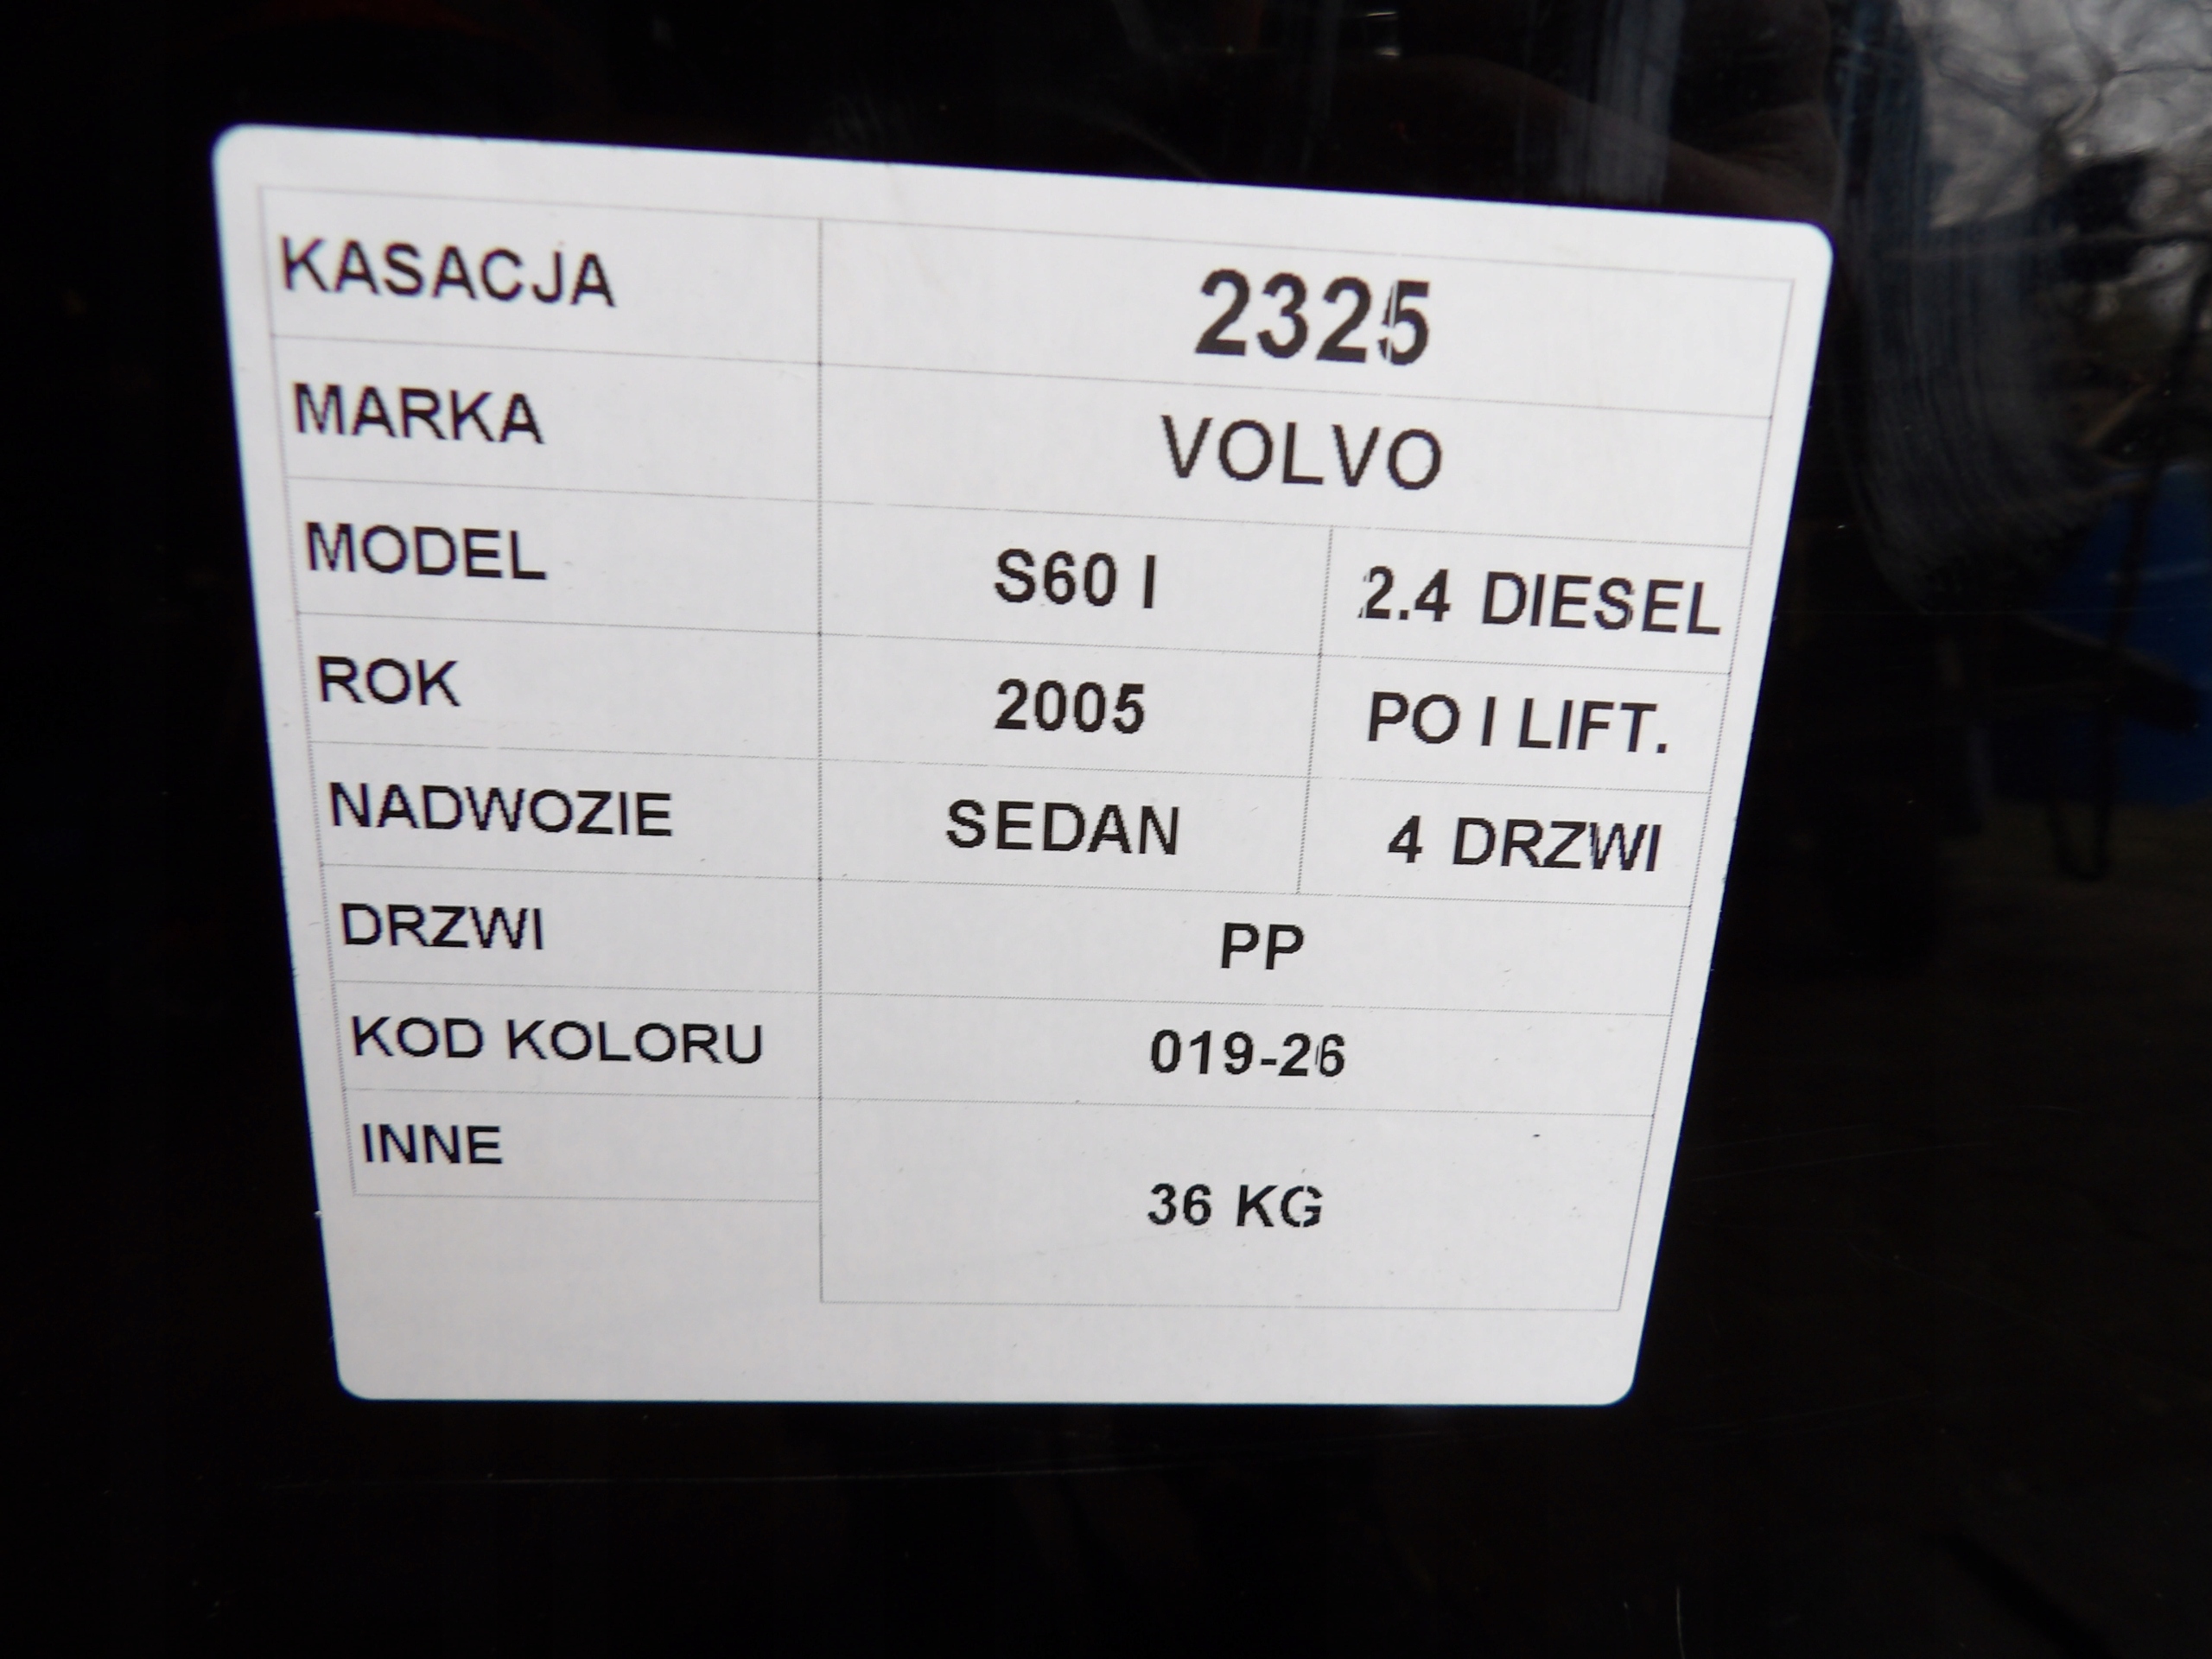 KASACJA 2325
MARKA VOLVO
MODEL S60 I 2.4 DIESEL
ROK 2005 PO I LIFT.
NADWOZIE SEDAN 4 DRZWI
DRZWI PP
KOD KOLORU 019-26
INNE 36 KG